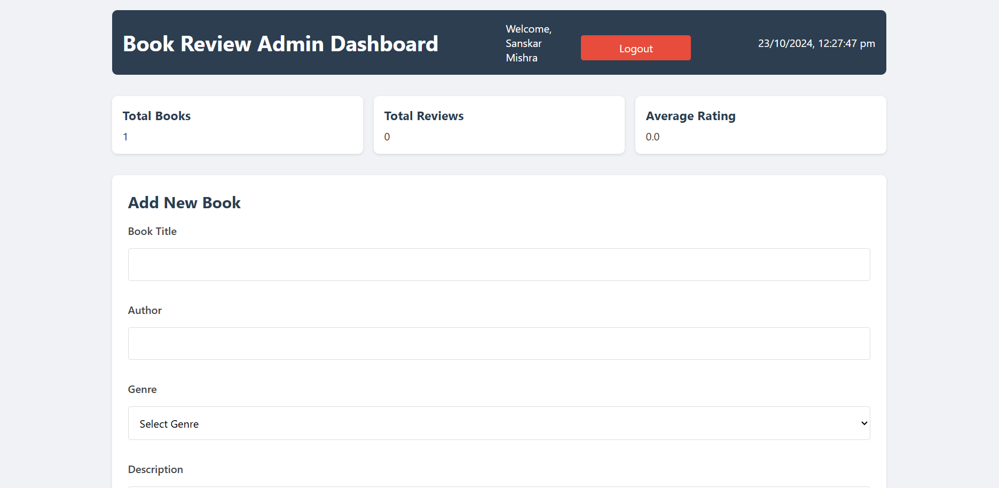 Book Review Admin Dashboard
Welcome,
Sanskar
Mishra
Logout
23/10/2024, 12:27:47 pm
Total Books
1
Total Reviews
0
Average Rating
0.0
Add New Book
Book Title
Author
Genre
Select Genre
Description